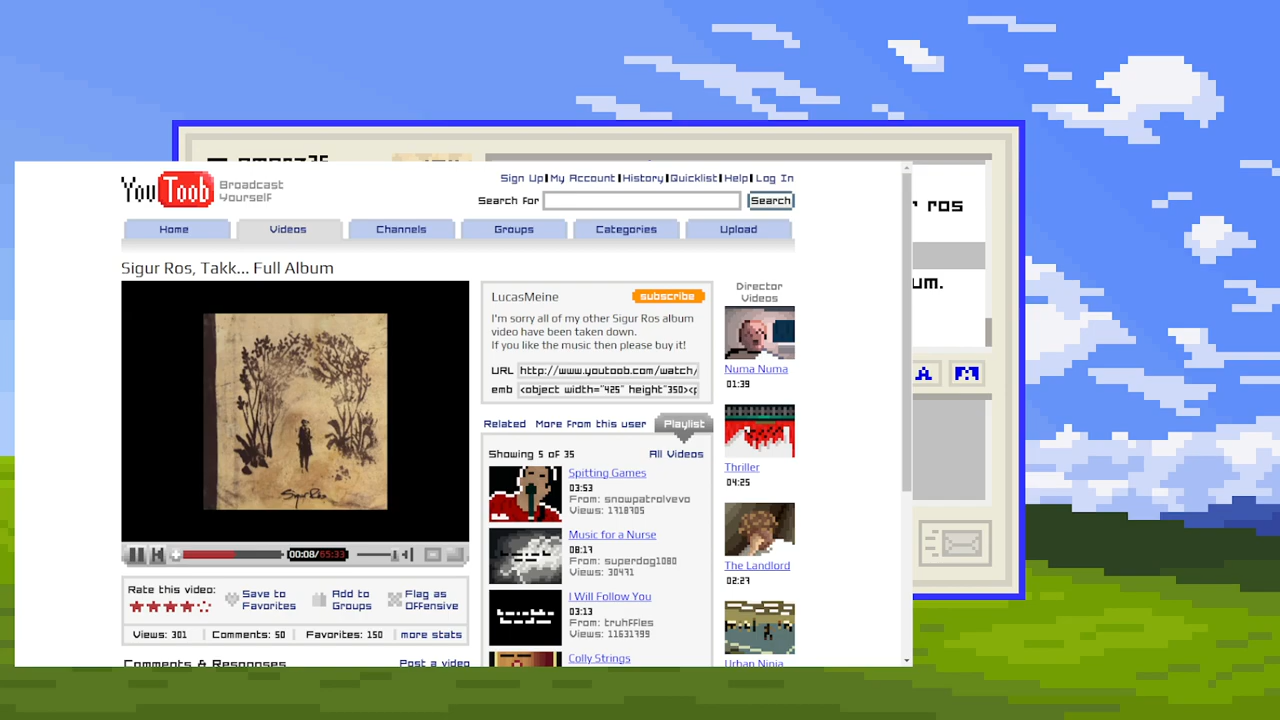 You Toob Broadcast Yourself
Sign Up My Account History Quicklist Help Log In
Search for Search
Home Videos Channels Groups Categories Upload
Sigur Ros, Takk... Full Album
Sigur Ros
00:08/65:33
Rate this video:
Save to Favorites
Add to Groups
Flag as Offensive
Views: 301 Comments: 50 Favorites: 150 more stats
Comments & Responses Post a video
LucasMeine subscribe
I'm sorry all of my other Sigur Ros album
video have been taken down.
If you like the music then please buy it!
URL http://www.youtoob.com/watch/
emb <object width="425" height"350><p
Related More from this user Playlist
Showing 5 of 35 All Videos
Spitting Games
03:53
From: snowpatrolvevo
Views: 1718705
Music for a Nurse
08:17
From: superdog1080
Views: 30471
I Will Follow You
03:13
From: truhffles
Views: 11631799
Colly Strings
Director
Videos
Numa Numa
01:39
Thriller
04:25
The Landlord
02:27
Urban Ninja
ros
um.
A